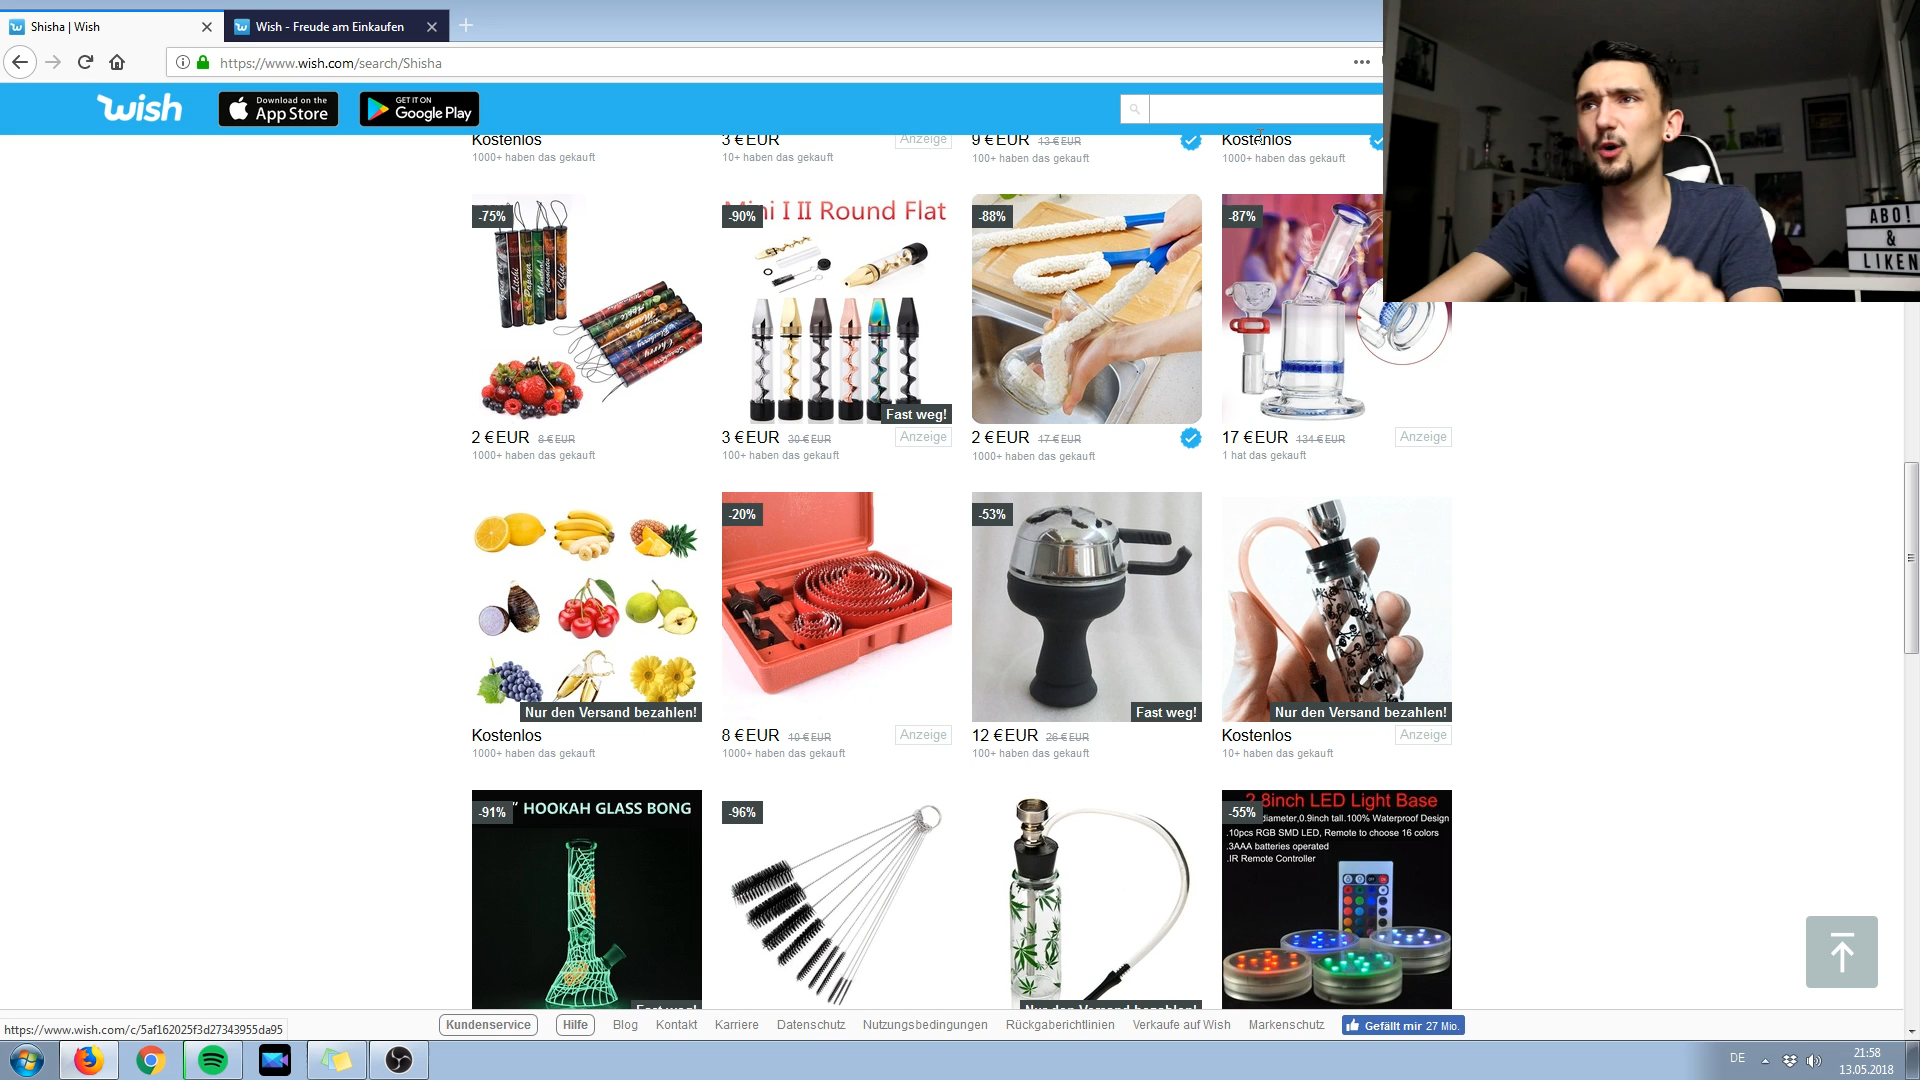 Shisha | Wish
Wish - Freude am Einkaufen
https://www.wish.com/search/Shisha
wish
Download on the
App Store
GET IT ON
Google Play
Kostenlos
1000+ haben das gekauft
3 € EUR
Anzeige
10+ haben das gekauft
9 € EUR 13 € EUR
100+ haben das gekauft
Kostenlos
1000+ haben das gekauft
ABO!
&
LIKEN
-75%
-90%
I II Round Flat
-88%
-87%
Fast weg!
2 € EUR 8 € EUR
1000+ haben das gekauft
3 € EUR 30 € EUR
Anzeige
100+ haben das gekauft
2 € EUR 17 € EUR
1000+ haben das gekauft
17 € EUR 134 € EUR
Anzeige
1 hat das gekauft
-20%
-53%
Nur den Versand bezahlen!
Fast weg!
Nur den Versand bezahlen!
Kostenlos
1000+ haben das gekauft
8 € EUR 10 € EUR
Anzeige
1000+ haben das gekauft
12 € EUR 26 € EUR
100+ haben das gekauft
Kostenlos
Anzeige
10+ haben das gekauft
-91%
HOOKAH GLASS BONG
-96%
-55%
8inch LED Light Base
diameter,0.9inch tall.100% Waterproof Design
.10pcs RGB SMD LED, Remote to choose 16 colors
.3AAA batteries operated
.IR Remote Controller
https://www.wish.com/c/5af162025f3d27343955da95
Kundenservice
Hilfe
Blog
Kontakt
Karriere
Datenschutz
Nutzungsbedingungen
Rückgaberichtlinien
Verkaufe auf Wish
Markenschutz
Gefällt mir 27 Mio.
DE
21:58
13.05.2018